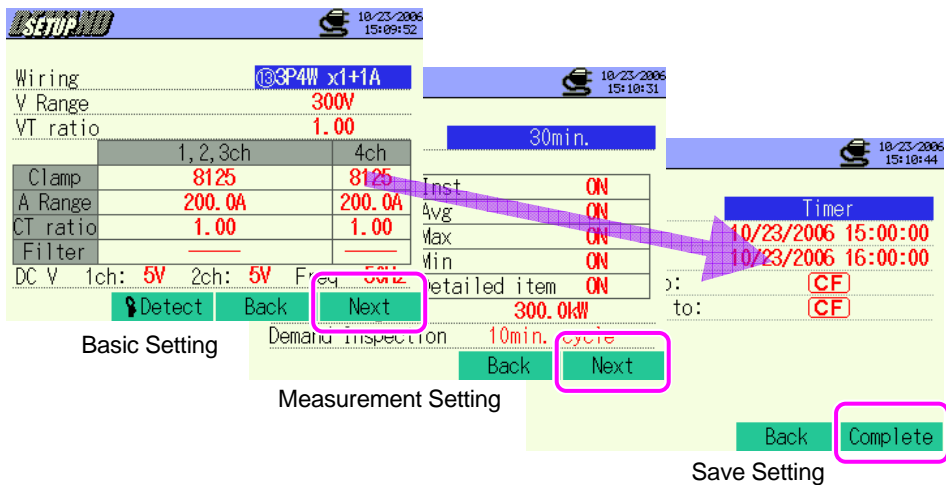 SETUP
10/23/2006
15:09:52
Wiring ⑬3P4W x1+1A
V Range 300V
VT ratio 1.00
1,2,3ch 4ch
Clamp 8125 8125
A Range 200.0A 200.0A
CT ratio 1.00 1.00
Filter
DC V 1ch: 5V 2ch: 5V Freq 50Hz
Detect Back Next
Basic Setting
10/23/2006
15:10:31
30min.
Inst ON
Avg ON
Max ON
Min ON
Detailed item ON
300.0kW
Demand Inspection 10min. cycle
Back Next
Measurement Setting
10/23/2006
15:10:44
Timer
10/23/2006 15:00:00
10/23/2006 16:00:00
: CF
to: CF
Back Complete
Save Setting